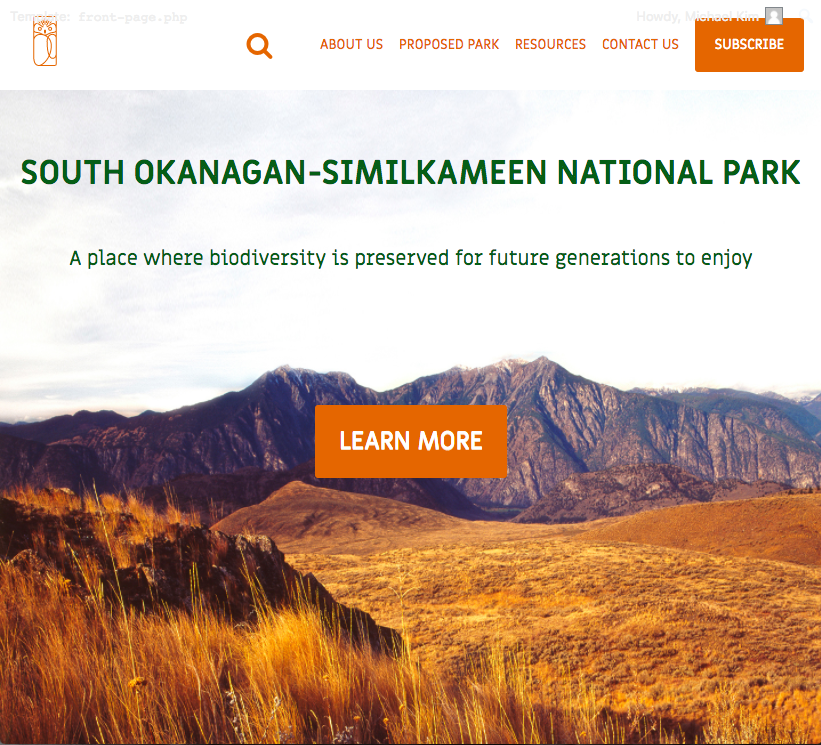 Template: front-page.php
Howdy, Michael Kim
ABOUT US
PROPOSED PARK
RESOURCES
CONTACT US
SUBSCRIBE
SOUTH OKANAGAN-SIMILKAMEEN NATIONAL PARK
A place where biodiversity is preserved for future generations to enjoy
LEARN MORE